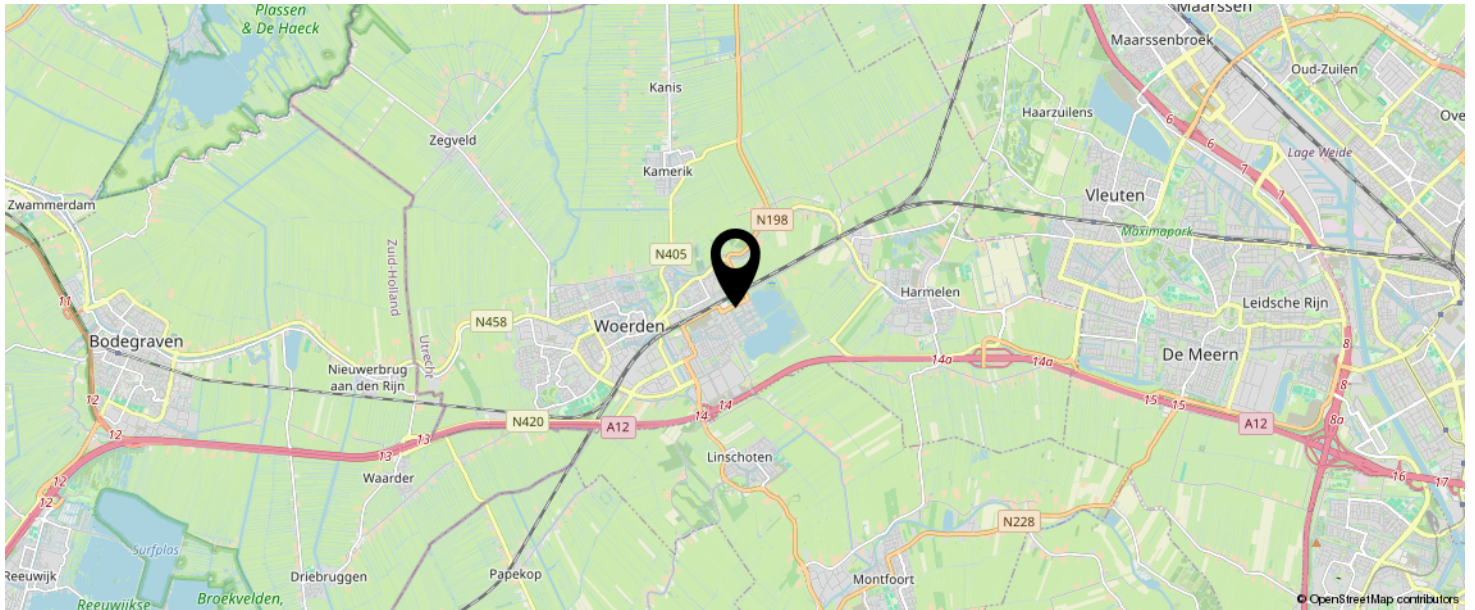 Plassen
& De Haeck
Maarssen
Maarssenbroek
Oud-Zuilen
Kanis
Haarzuilens
Ove
6
6
Zegveld
Lage Weide
7
Kamerik
7
Vleuten
Zwammerdam
N198
Maximapark
Zuid-Holland
N405
Harmelen
Leidsche Rijn
11
N458
Woerden
Bodegraven
Utrecht
8
De Meern
14a
14a
Nieuwerbrug
aan den Rijn
8
12
15
15
14
14
8a
N420
A12
A12
12
13
13
Linschoten
16
17
12
Waarder
12
N228
Surfplas
Reeuwijk
Driebruggen
Papekop
Montfoort
Reeuwijkse
Broekvelden,
© OpenStreetMap contributors